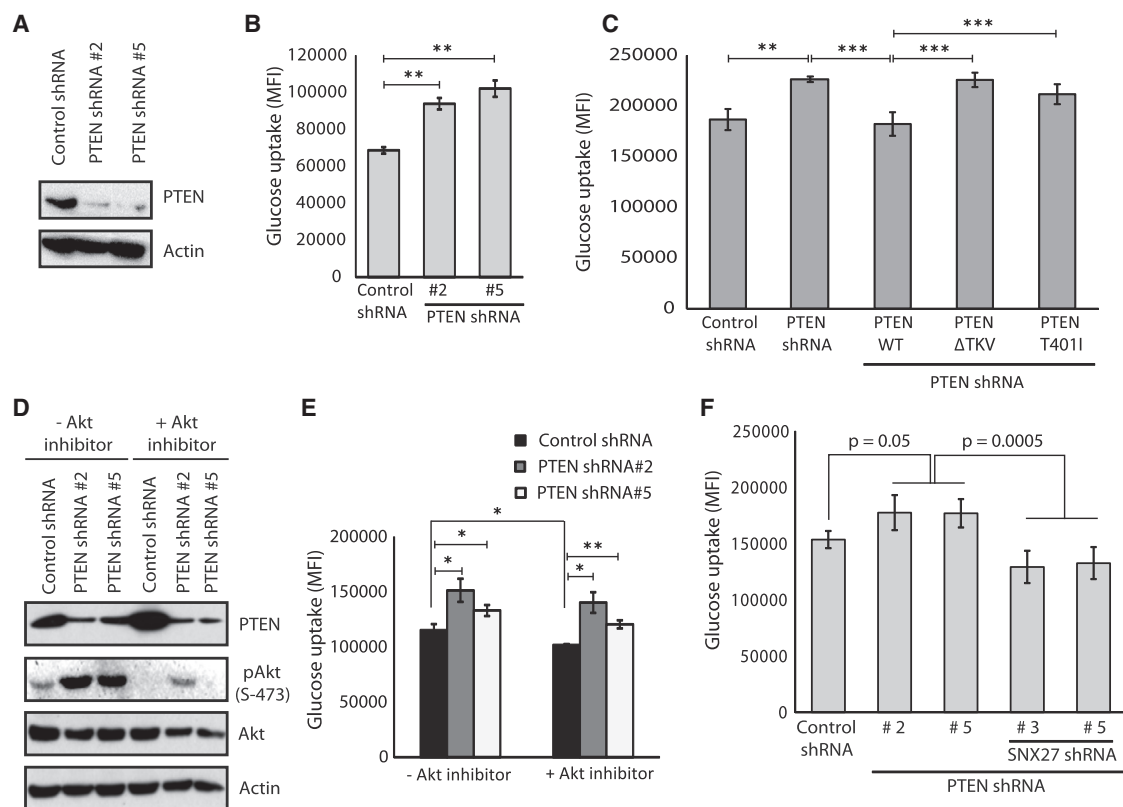 A
Control shRNA
PTEN shRNA #2
PTEN shRNA #5
PTEN
Actin
B
Glucose uptake (MFI)
120000
100000
80000
60000
40000
20000
0
**
**
Control
shRNA
#2
#5
PTEN shRNA
C
Glucose uptake (MFI)
250000
200000
150000
100000
50000
0
***
** *** ***
Control
shRNA
PTEN
shRNA
PTEN
WT
PTEN
ΔTKV
PTEN
T401I
PTEN shRNA
D
- Akt
inhibitor
+ Akt
inhibitor
Control shRNA
PTEN shRNA #2
PTEN shRNA #5
Control shRNA
PTEN shRNA #2
PTEN shRNA #5
PTEN
pAkt
(S-473)
Akt
Actin
E
Control shRNA
PTEN shRNA#2
PTEN shRNA#5
Glucose uptake (MFI)
200000
150000
100000
50000
0
*
*
*
**
*
- Akt inhibitor
+ Akt inhibitor
F
Glucose uptake (MFI)
250000
200000
150000
100000
50000
0
p = 0.05
p = 0.0005
Control
shRNA
# 2
# 5
# 3
# 5
SNX27 shRNA
PTEN shRNA